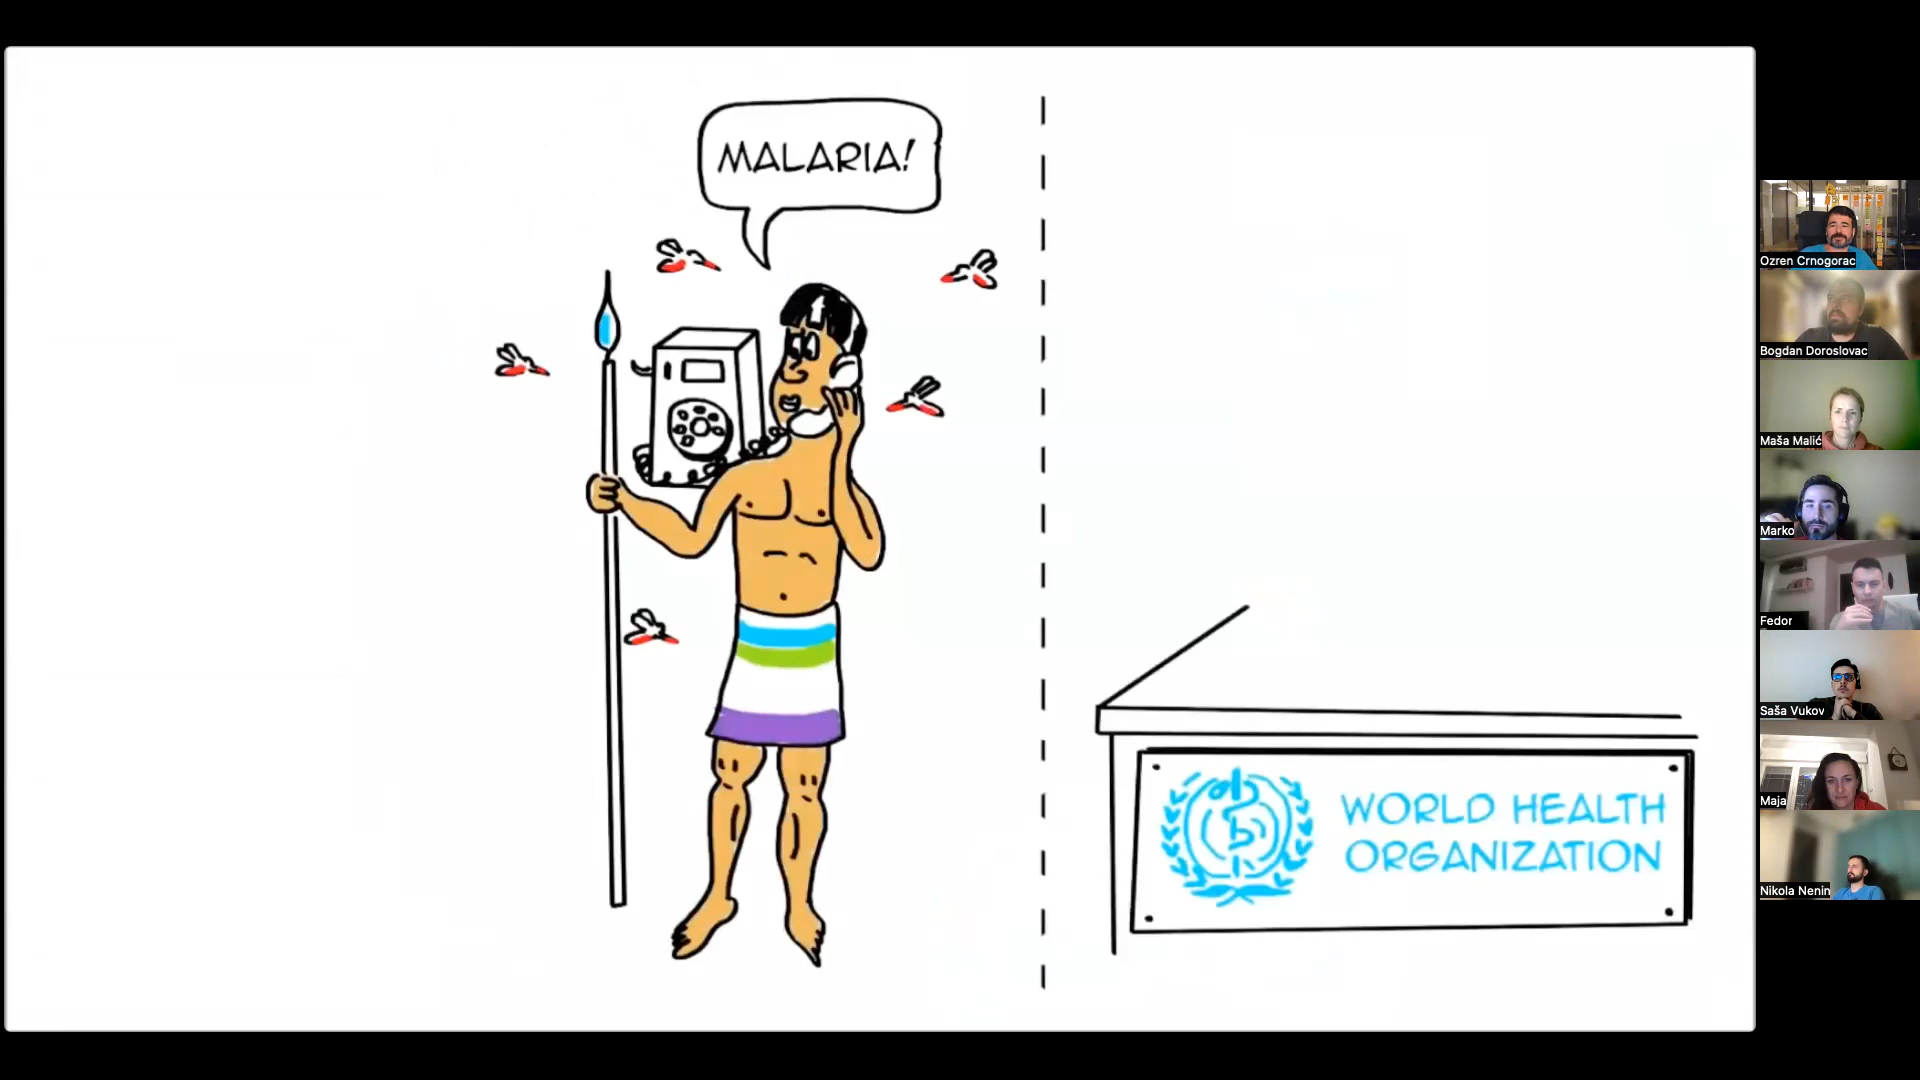 MALARIA!
WORLD HEALTH
ORGANIZATION
Ozren Crnogorac
Bogdan Doroslovac
Maša Malić
Marko
Fedor
Saša Vukov
Maja
Nikola Nenin